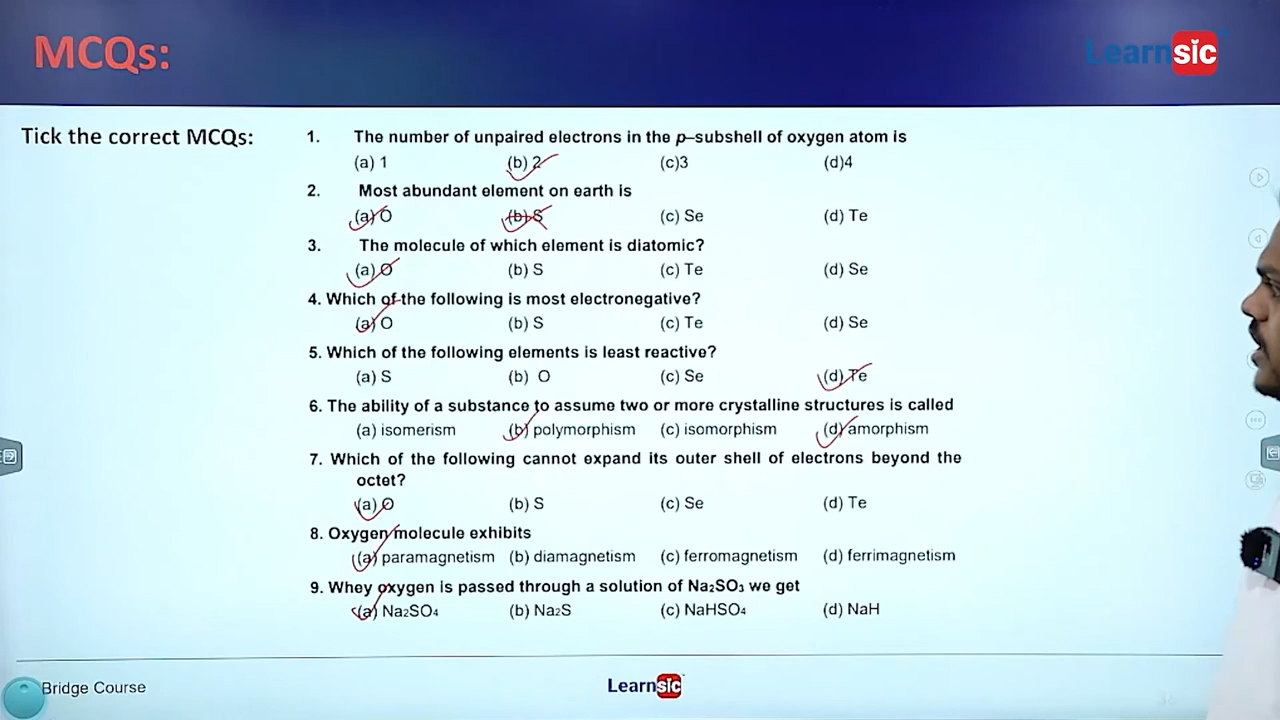 MCQs:
Learnsic
Tick the correct MCQs:
1. The number of unpaired electrons in the p–subshell of oxygen atom is
(a) 1 (b) 2 (c)3 (d)4
2. Most abundant element on earth is
(a) O (b) S (c) Se (d) Te
3. The molecule of which element is diatomic?
(a) O (b) S (c) Te (d) Se
4. Which of the following is most electronegative?
(a) O (b) S (c) Te (d) Se
5. Which of the following elements is least reactive?
(a) S (b) O (c) Se (d) Te
6. The ability of a substance to assume two or more crystalline structures is called
(a) isomerism (b) polymorphism (c) isomorphism (d) amorphism
7. Which of the following cannot expand its outer shell of electrons beyond the
octet?
(a) O (b) S (c) Se (d) Te
8. Oxygen molecule exhibits
(a) paramagnetism (b) diamagnetism (c) ferromagnetism (d) ferrimagnetism
9. Whey oxygen is passed through a solution of Na₂SO₃ we get
(a) Na₂SO₄ (b) Na₂S (c) NaHSO₄ (d) NaH
Bridge Course
Learnsic